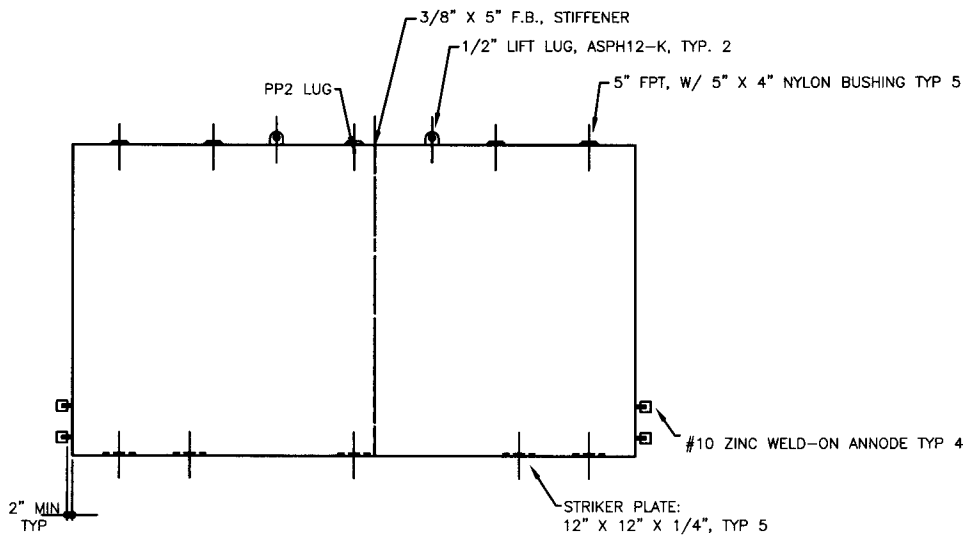 3/8" X 5" F.B., STIFFENER
1/2" LIFT LUG, ASPH12-K, TYP. 2
PP2 LUG
5" FPT, W/ 5" X 4" NYLON BUSHING TYP 5
#10 ZINC WELD-ON ANNODE TYP 4
2" MIN
TYP
STRIKER PLATE:
12" X 12" X 1/4", TYP 5